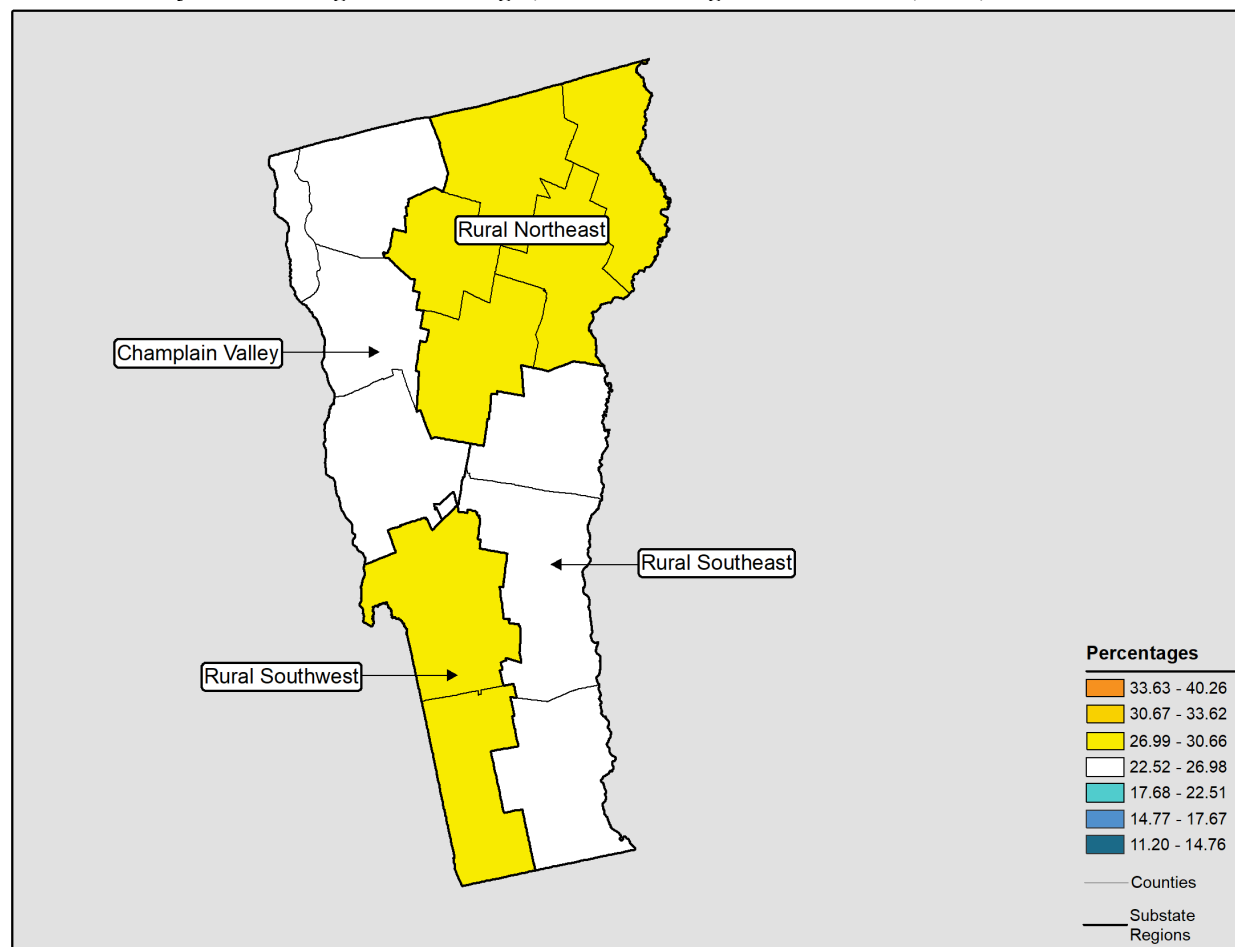 Rural Northeast
Champlain Valley
Rural Southeast
Rural Southwest
Percentages
33.63 - 40.26
30.67 - 33.62
26.99 - 30.66
22.52 - 26.98
17.68 - 22.51
14.77 - 17.67
11.20 - 14.76
Counties
Substate
Regions